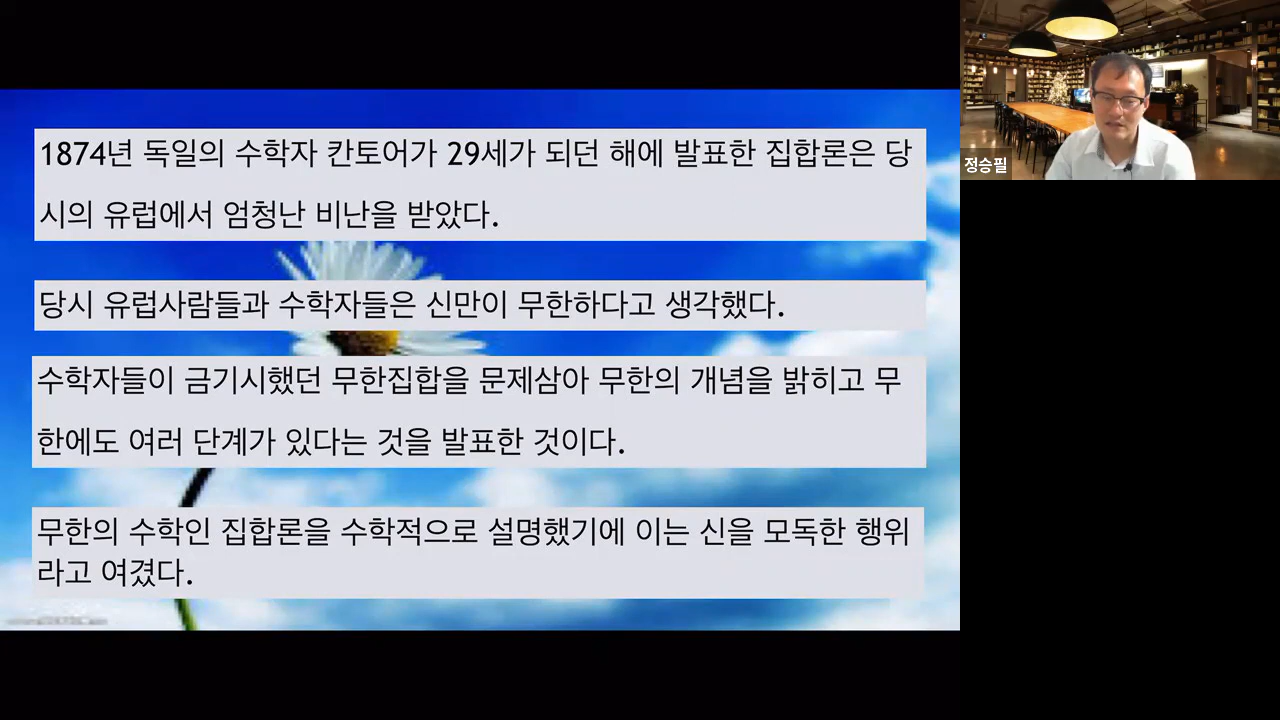 1874년 독일의 수학자 칸토어가 29세가 되던 해에 발표한 집합론은 당
시의 유럽에서 엄청난 비난을 받았다.
당시 유럽사람들과 수학자들은 신만이 무한하다고 생각했다.
수학자들이 금기시했던 무한집합을 문제삼아 무한의 개념을 밝히고 무
한에도 여러 단계가 있다는 것을 발표한 것이다.
무한의 수학인 집합론을 수학적으로 설명했기에 이는 신을 모독한 행위
라고 여겼다.
정승필